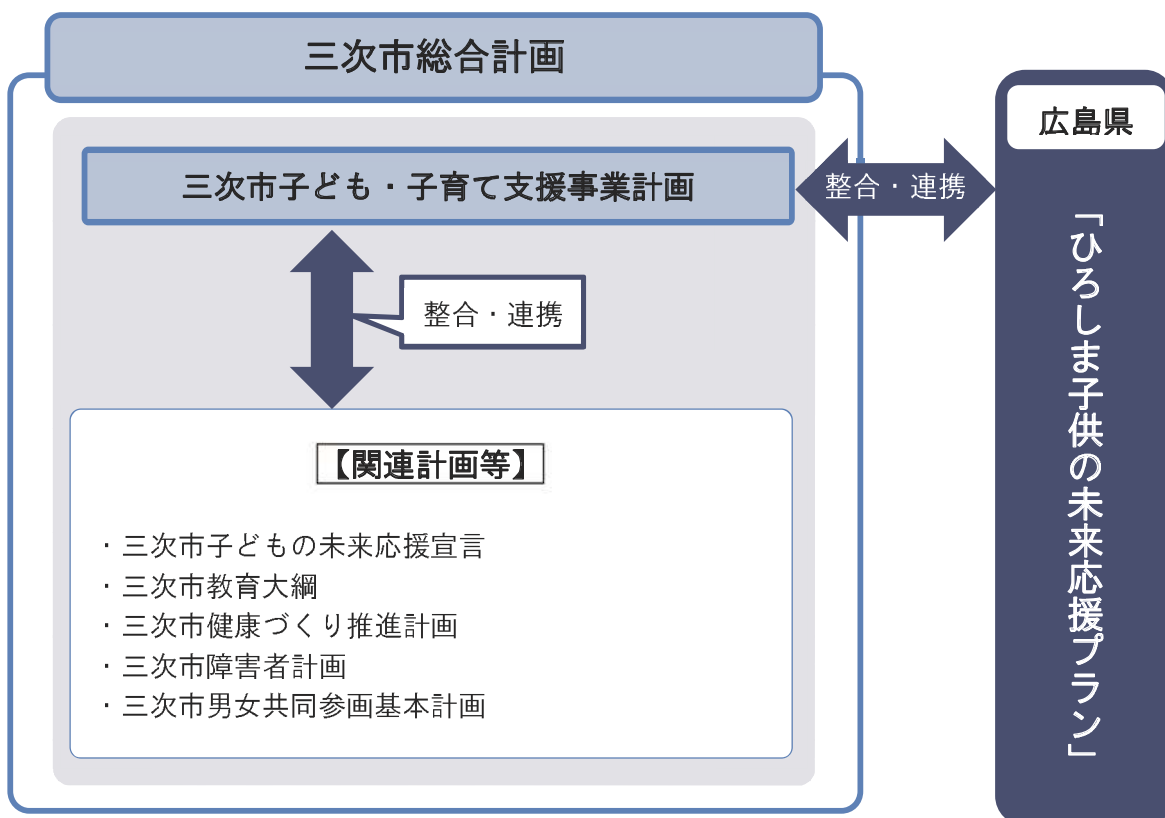 三次市総合計画
三次市子ども・子育て支援事業計画
整合・連携
広島県
「ひろしま子供の未来応援プラン」
整合・連携
【関連計画等】
・三次市子どもの未来応援宣言
・三次市教育大綱
・三次市健康づくり推進計画
・三次市障害者計画
・三次市男女共同参画基本計画